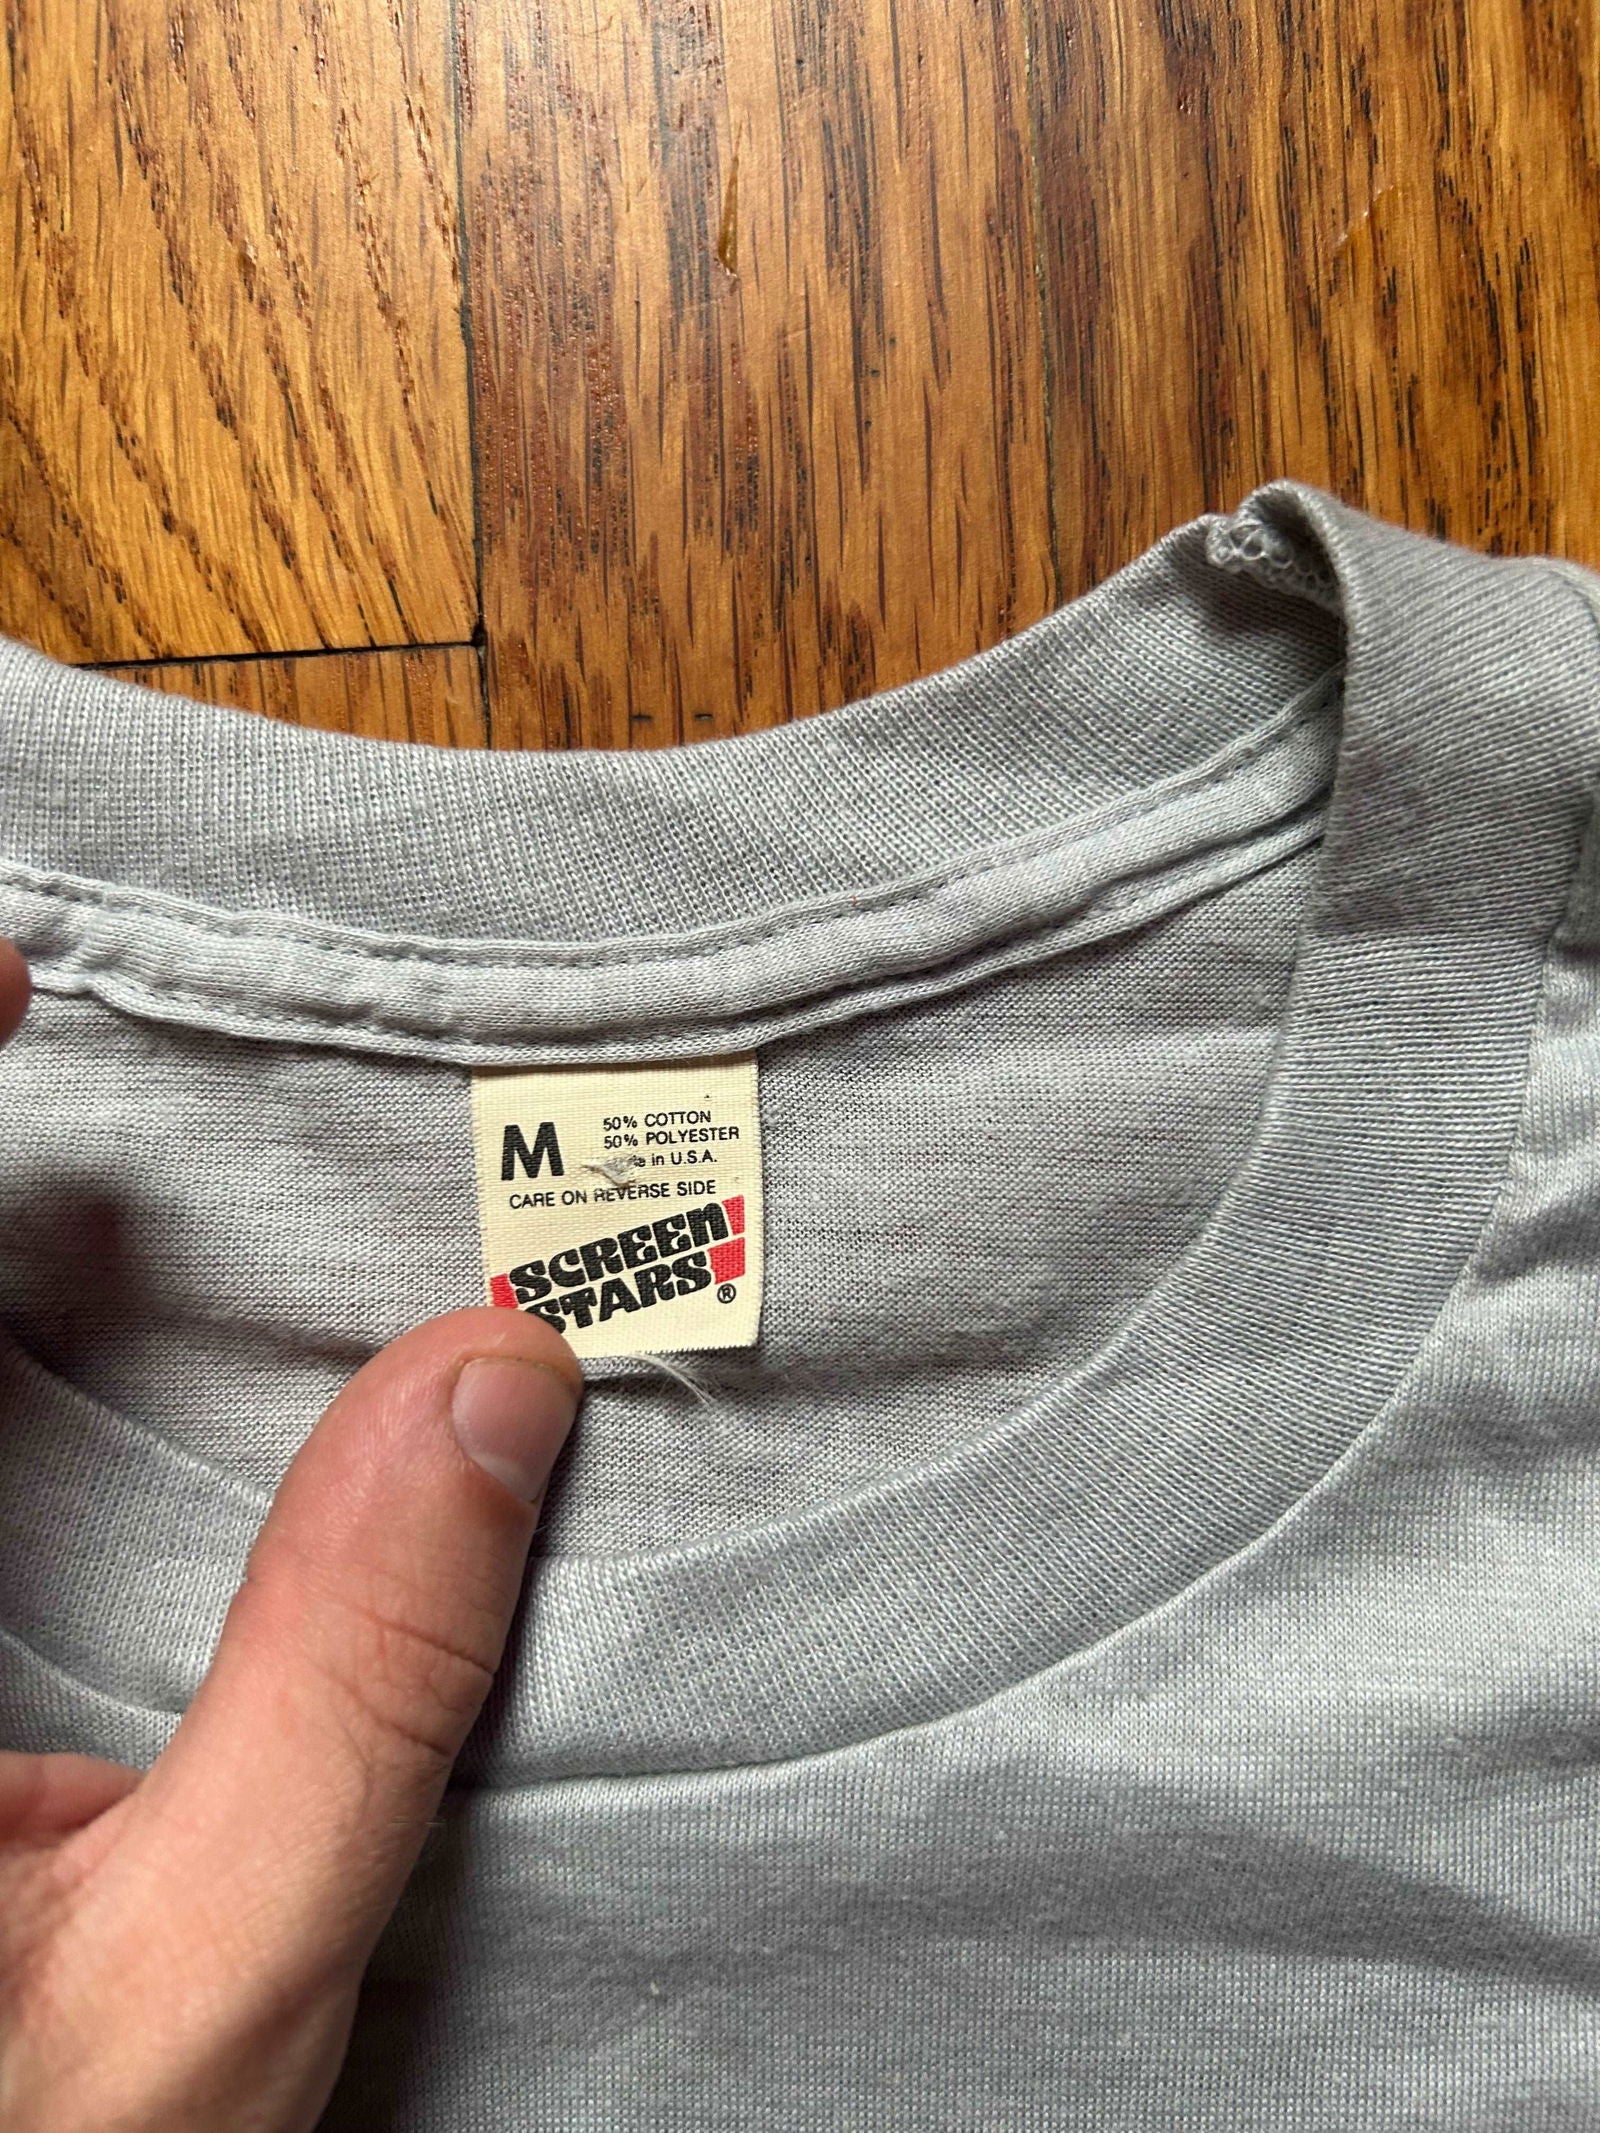 M
50% COTTON
50% POLYESTER
in U.S.A.
CARE ON REVERSE SIDE
SCREEN
STARS®